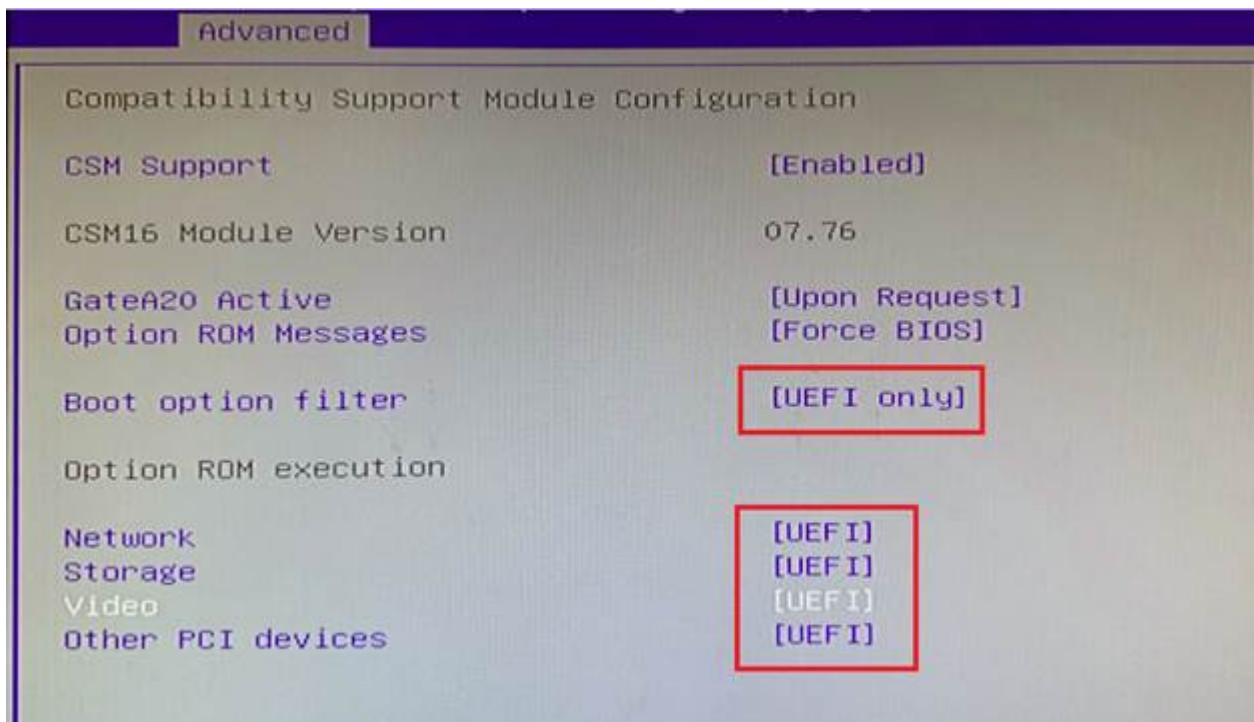 Advanced
Compatibility Support Module Configuration
CSM Support [Enabled]
CSM16 Module Version 07.76
GateA20 Active [Upon Request]
Option ROM Messages [Force BIOS]
Boot option filter [UEFI only]
Option ROM execution
Network [UEFI]
Storage [UEFI]
Video [UEFI]
Other PCI devices [UEFI]